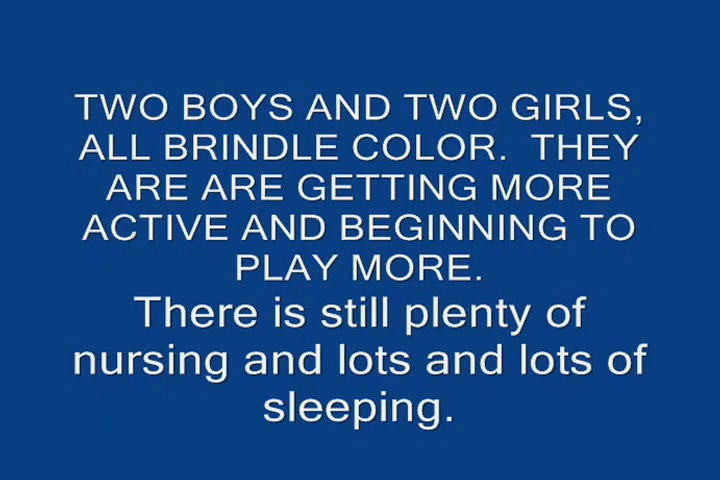 TWO BOYS AND TWO GIRLS,
ALL BRINDLE COLOR.  THEY
ARE ARE GETTING MORE
ACTIVE AND BEGINNING TO
PLAY MORE.
There is still plenty of
nursing and lots and lots of
sleeping.